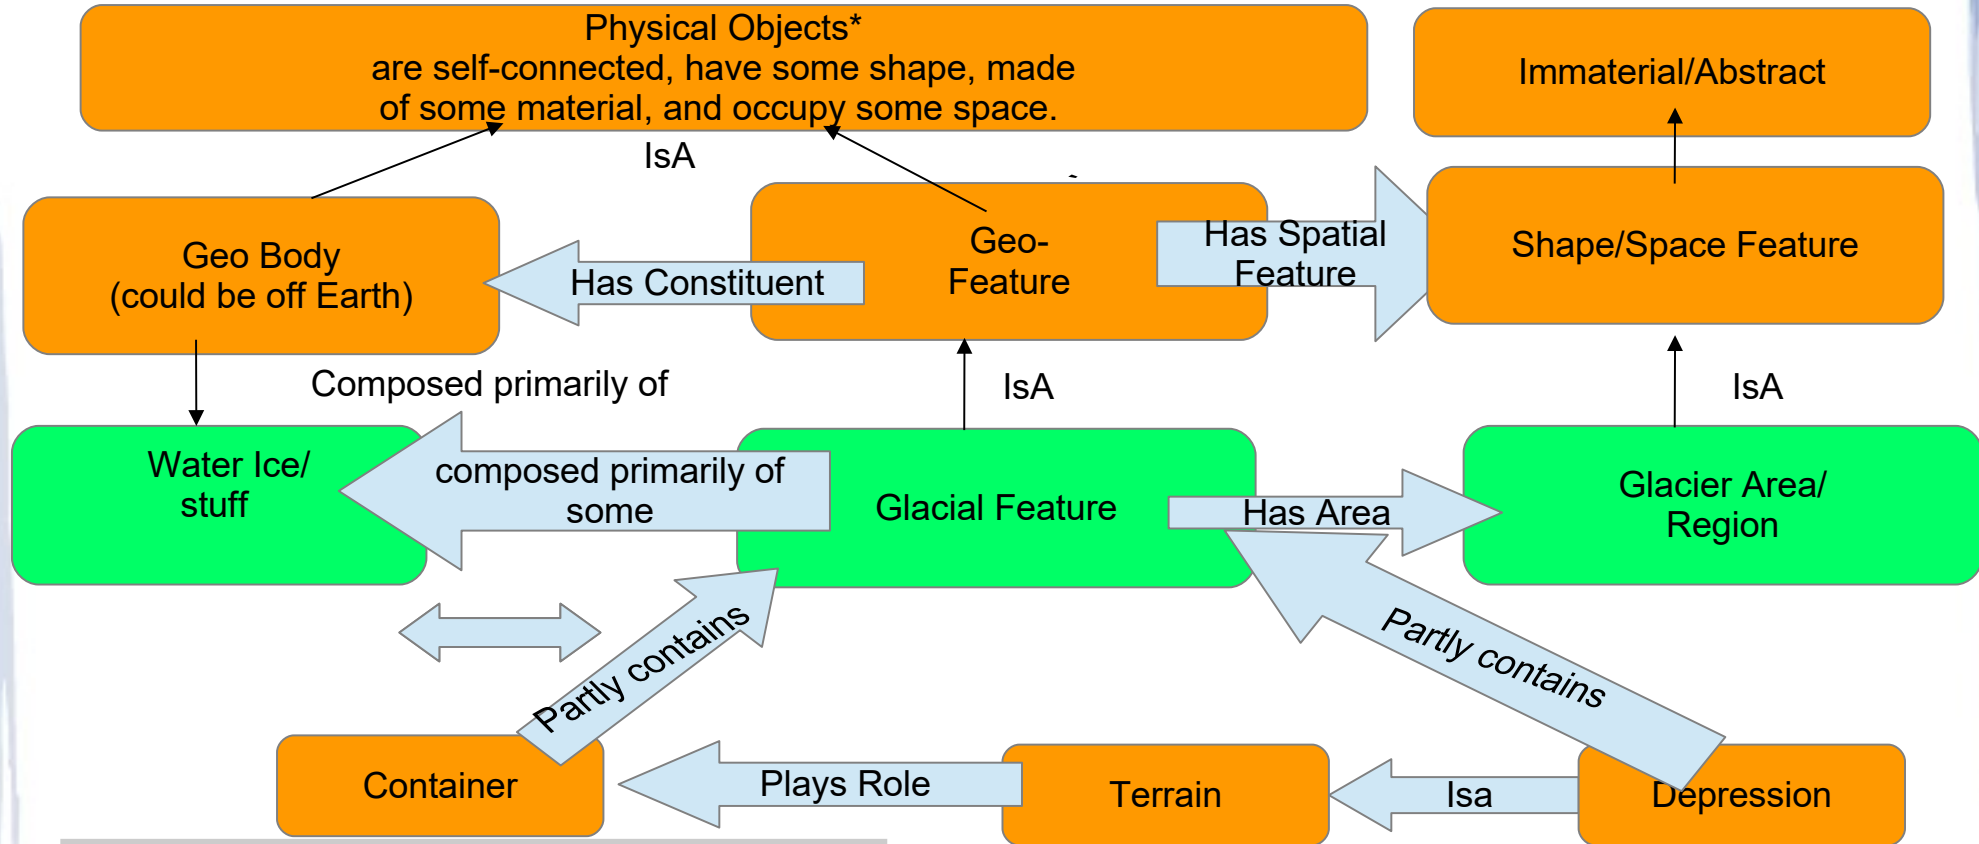 Physical Objects*
are self-connected, have some shape, made
of some material, and occupy some space.
Immaterial/Abstract
IsA
Geo Body
(could be off Earth)
Has Constituent
Geo-
Feature
Has Spatial
Feature
Shape/Space Feature
Composed primarily of
IsA
IsA
Water Ice/
stuff
composed primarily of
some
Glacial Feature
Has Area
Glacier Area/
Region
Partly contains
Partly contains
Container
Plays Role
Terrain
Isa
Depression